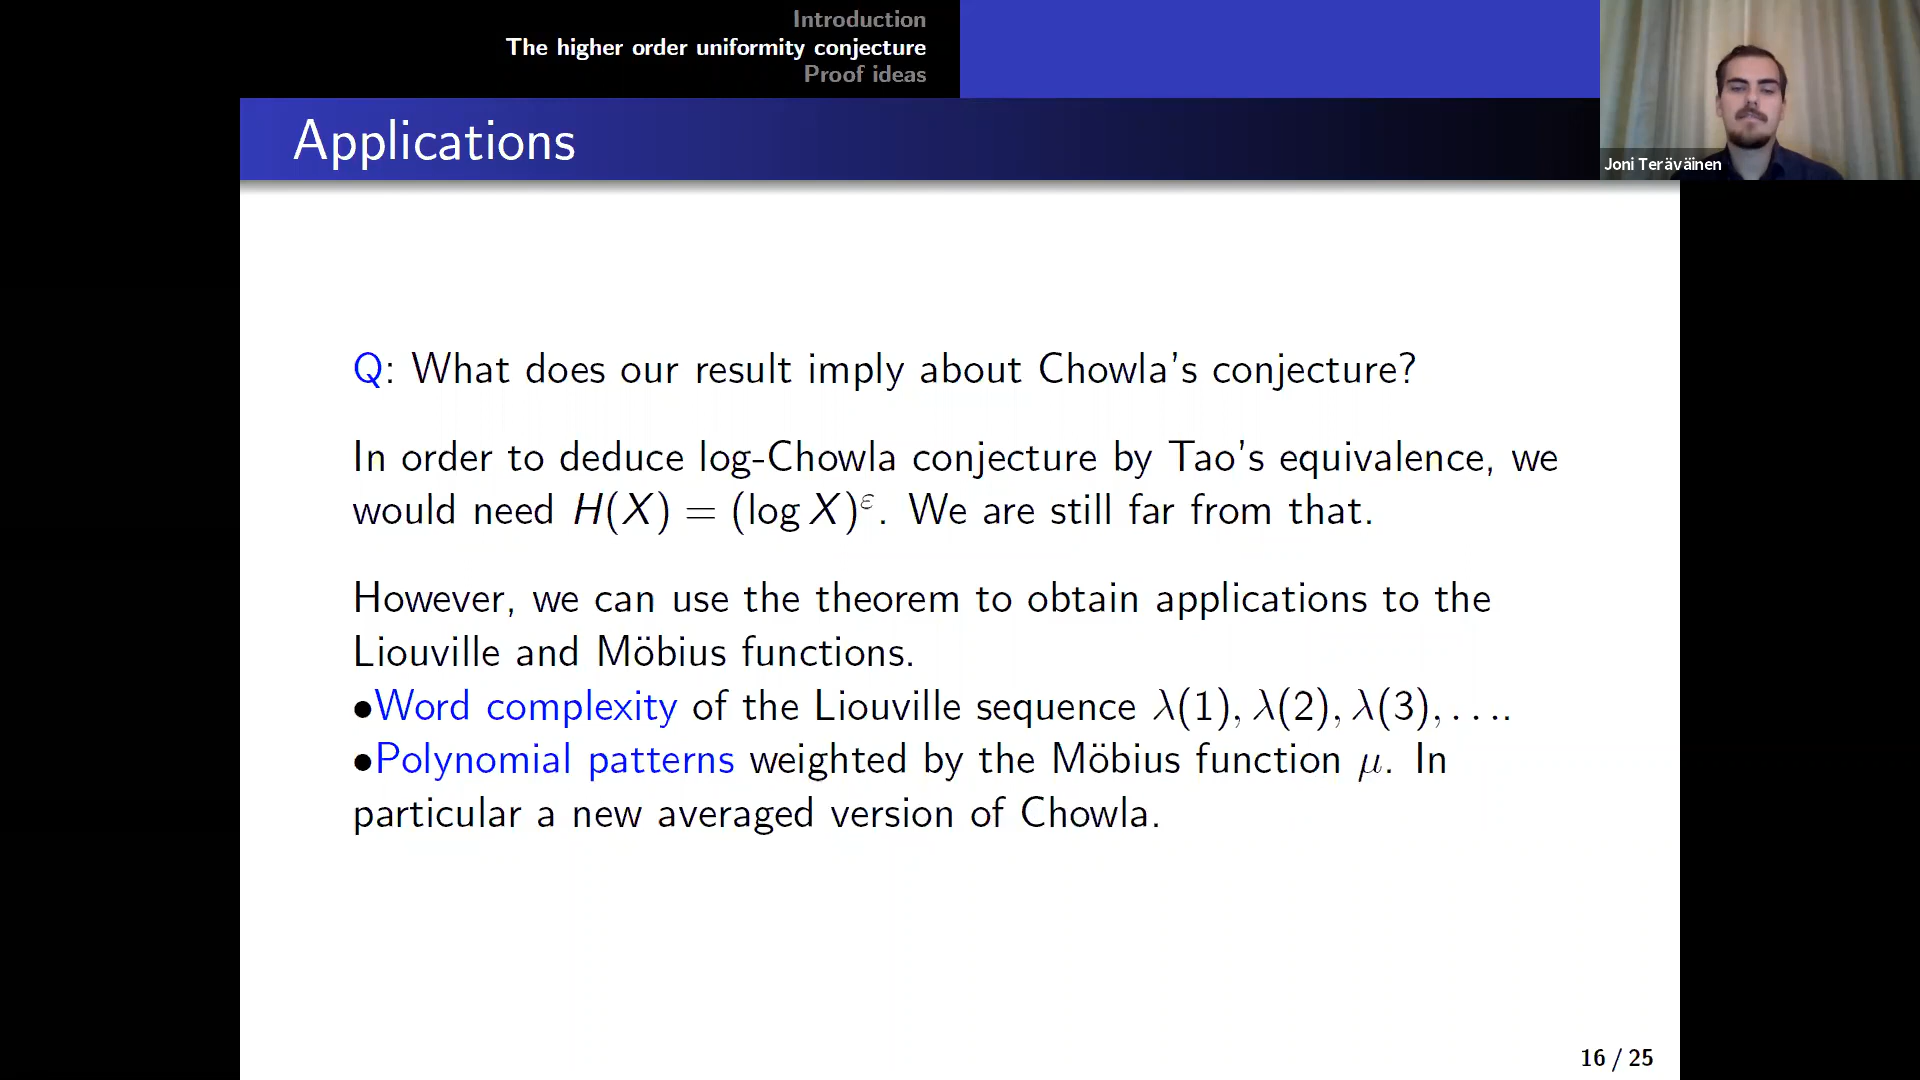 Introduction
The higher order uniformity conjecture
Proof ideas
Applications
Joni Teräväinen
Q: What does our result imply about Chowla's conjecture?
In order to deduce log-Chowla conjecture by Tao's equivalence, we
would need H(X) = (log X)^ε. We are still far from that.
However, we can use the theorem to obtain applications to the
Liouville and Möbius functions.
•Word complexity of the Liouville sequence λ(1), λ(2), λ(3), . . ..
•Polynomial patterns weighted by the Möbius function μ. In
particular a new averaged version of Chowla.
16 / 25